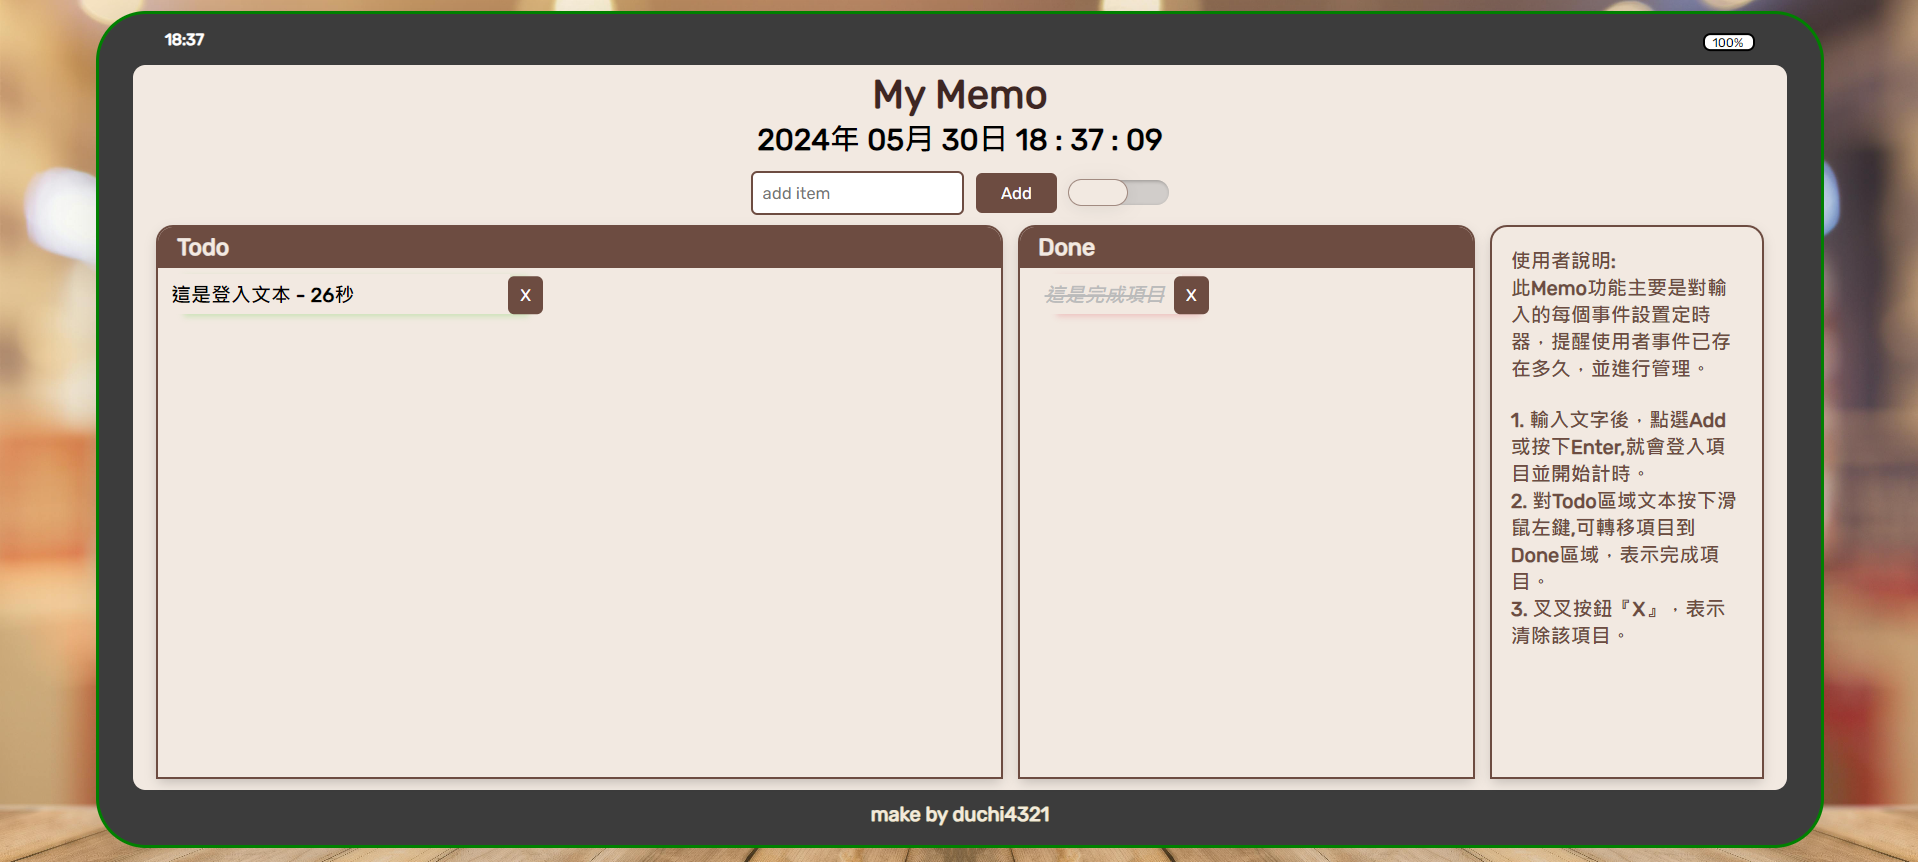 18:37
100%
My Memo
2024年 05月 30日 18 : 37 : 09
add item
Add
Todo
這是登入文本 - 26秒
X
Done
這是完成項目
X
使用者說明:
此Memo功能主要是對輸
入的每個事件設置定時
器，提醒使用者事件已存
在多久，並進行管理。
1. 輸入文字後，點選Add
或按下Enter,就會登入項
目並開始計時。
2. 對Todo區域文本按下滑
鼠左鍵,可轉移項目到
Done區域，表示完成項
目。
3. 叉叉按鈕『X』，表示
清除該項目。
make by duchi4321